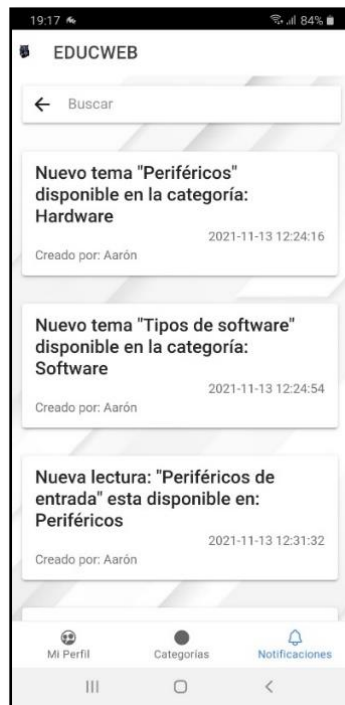 19:17 84%
EDUCWEB
Buscar
Nuevo tema "Periféricos"
disponible en la categoría:
Hardware
2021-11-13 12:24:16
Creado por: Aarón
Nuevo tema "Tipos de software"
disponible en la categoría:
Software
2021-11-13 12:24:54
Creado por: Aarón
Nueva lectura: "Periféricos de
entrada" esta disponible en:
Periféricos
2021-11-13 12:31:32
Creado por: Aarón
Mi Perfil Categorías Notificaciones